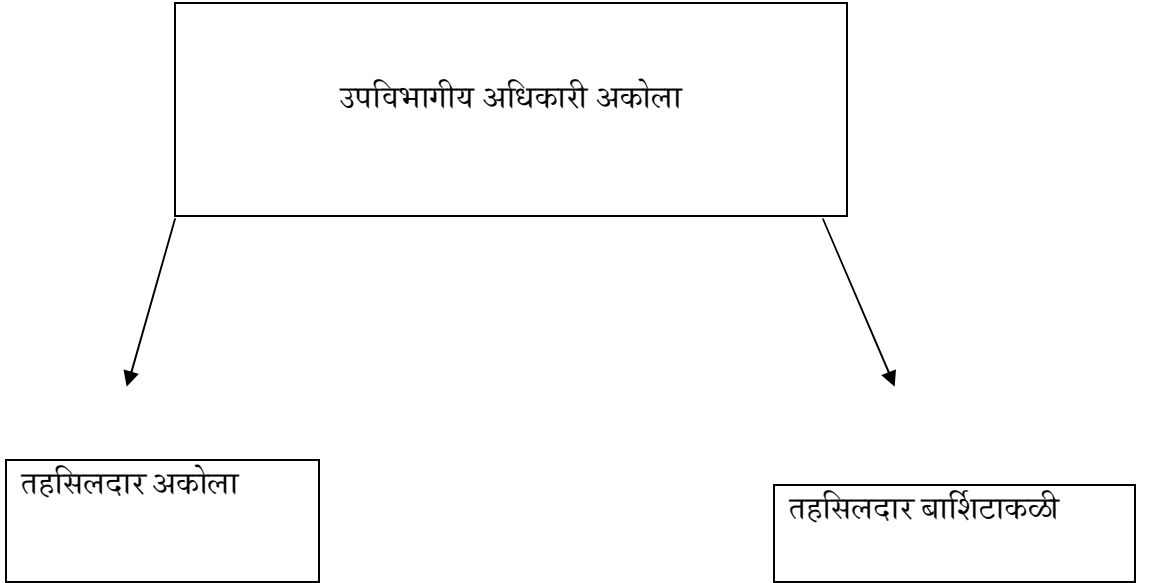 उपविभागीय अधिकारी अकोला
तहसिलदार अकोला
तहसिलदार बार्शिटाकळी